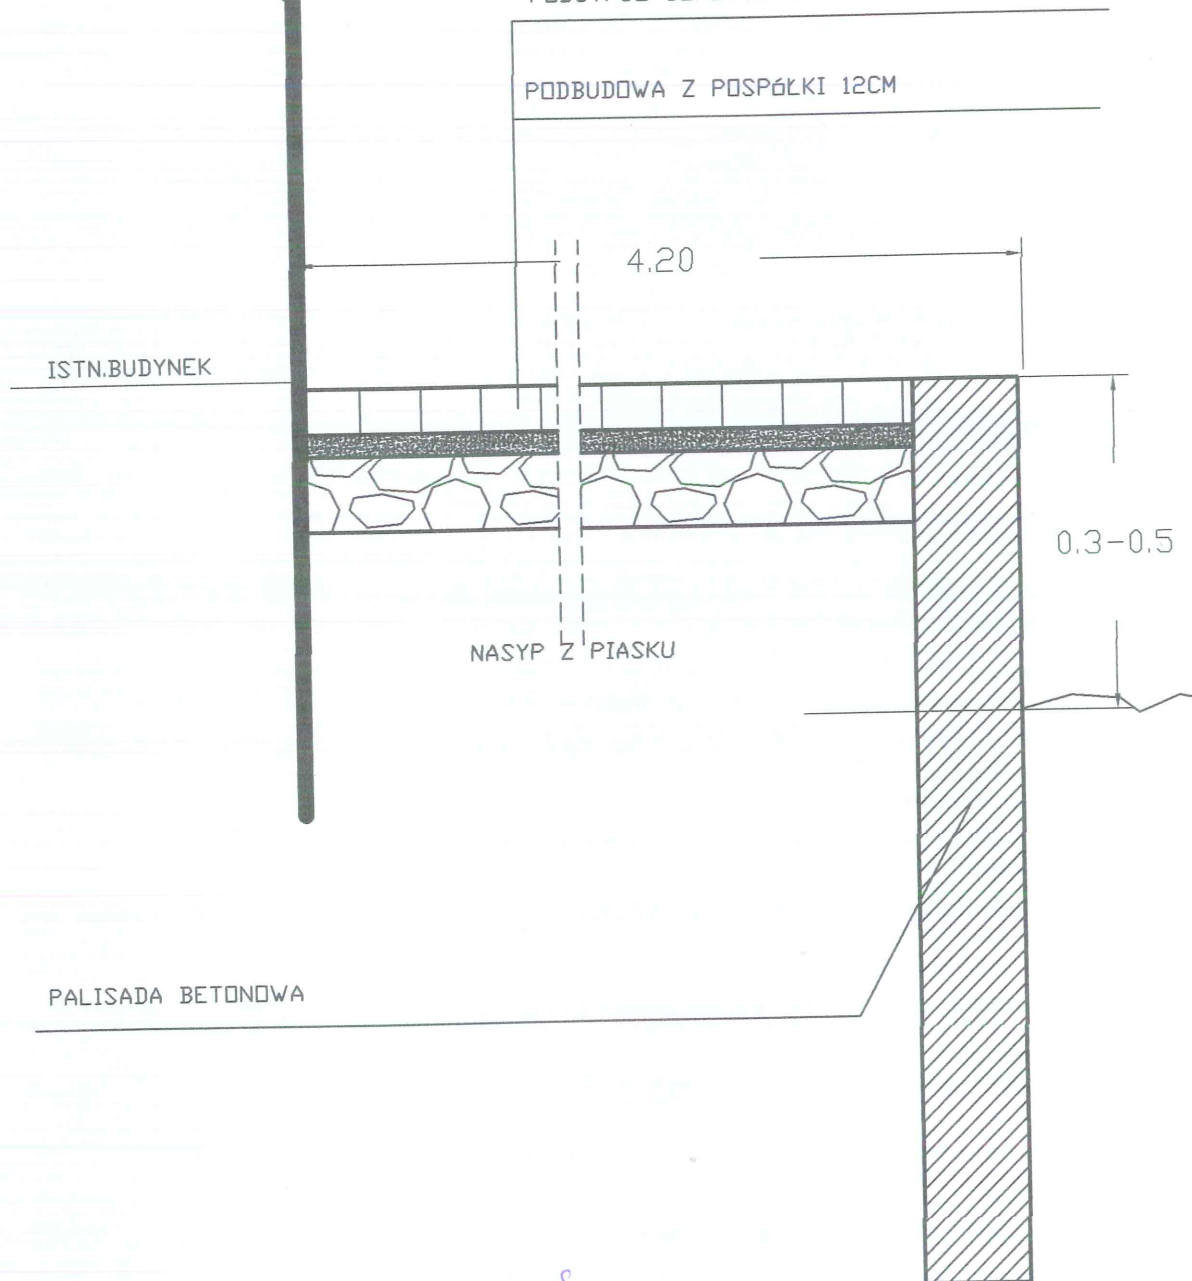 PODBUDOWA Z POSPÓŁKI 12CM
4.20
ISTN.BUDYNEK
0.3-0.5
NASYP Z PIASKU
PALISADA BETONOWA